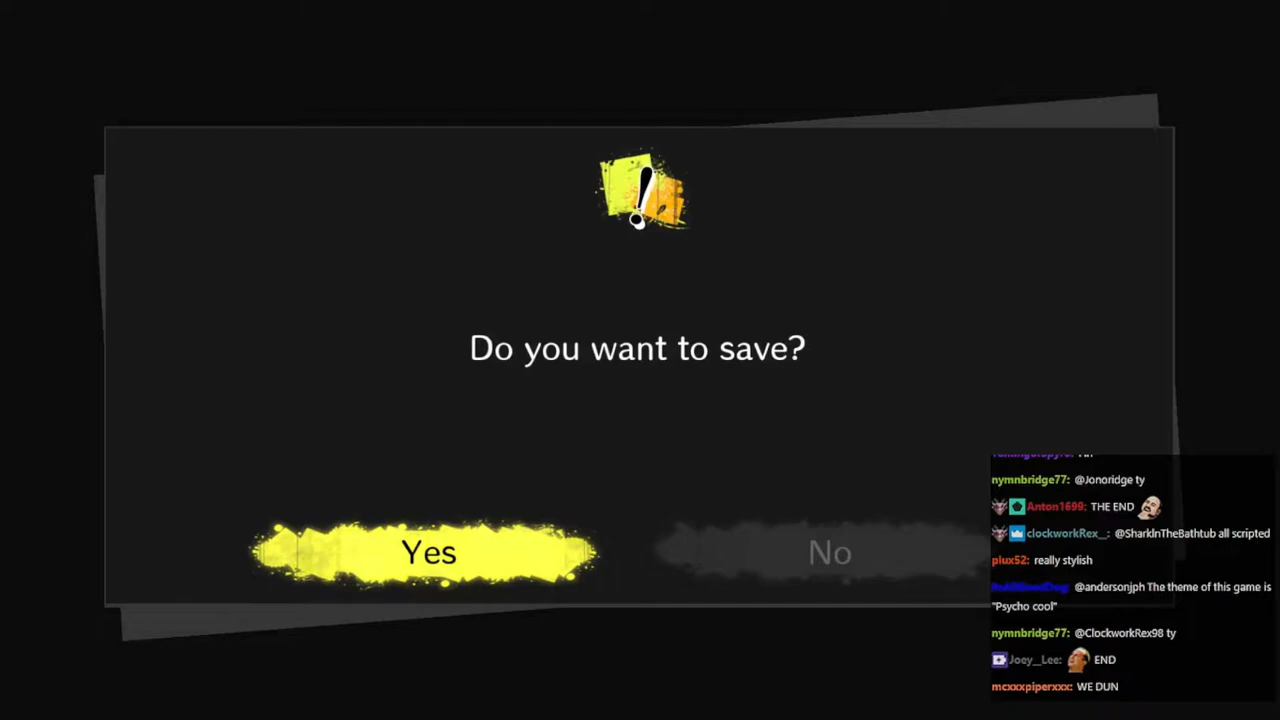 Do you want to save?
Yes
No
nymnbridge77: @Jonoridge ty
Anton1699: THE END
clockworkRex_: @SharkInTheBathtub all scripted
plux52: really stylish
@andersonjph The theme of this game is
"Psycho cool"
nymnbridge77: @ClockworkRex98 ty
Joey__Lee: END
mcxxxpiperxxx: WE DUN